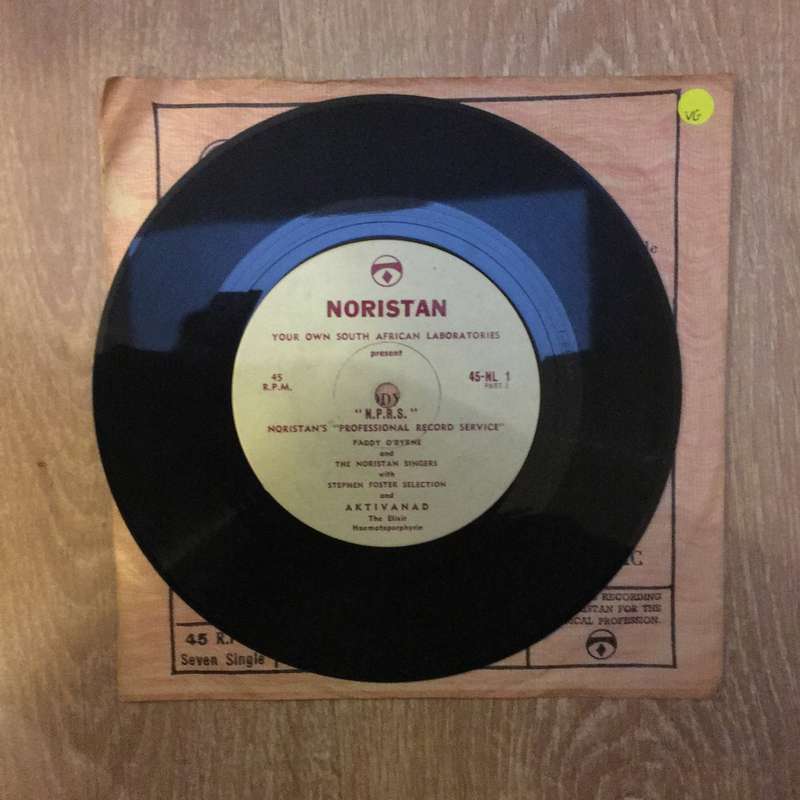 VG
NORISTAN
YOUR OWN SOUTH AFRICAN LABORATORIES
present
45
R.P.M.
45-NL 1
PART 2
"N.P.R.S."
NORISTAN'S "PROFESSIONAL RECORD SERVICE"
PADDY O'BYRNE
and
THE NORISTAN SINGERS
with
STEPHEN FOSTER SELECTION
and
AKTIVANAD
The Elixir
Haematoporphyrin
RECORDING
FOR THE
PROFESSION.
45
Seven Single